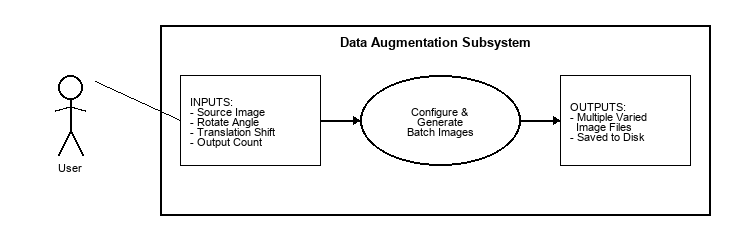 Data Augmentation Subsystem
User
INPUTS:
- Source Image
- Rotate Angle
- Translation Shift
- Output Count
Configure &
Generate
Batch Images
OUTPUTS:
- Multiple Varied
Image Files
- Saved to Disk